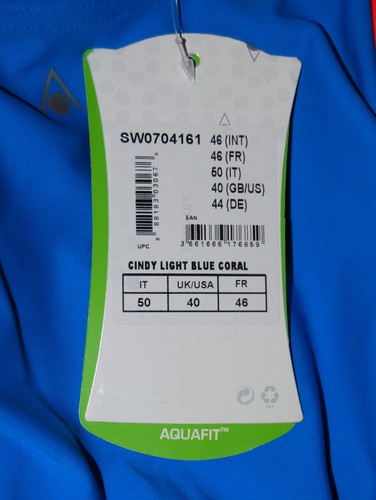 SW0704161
46 (INT)
46 (FR)
50 (IT)
40 (GB/US)
44 (DE)
UPC
EAN
3 661666 176859
CINDY LIGHT BLUE CORAL
IT UK/USA FR
50 40 46
AQUAFIT™